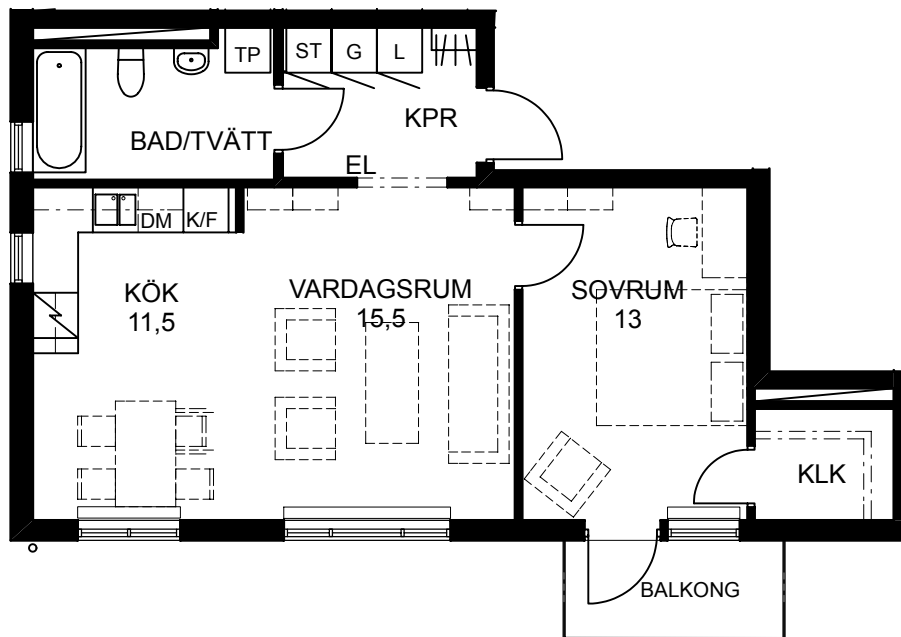 TP
ST
G
L
KPR
BAD/TVÄTT
EL
DM
K/F
KÖK
11,5
VARDAGSRUM
15,5
SOVRUM
13
KLK
BALKONG